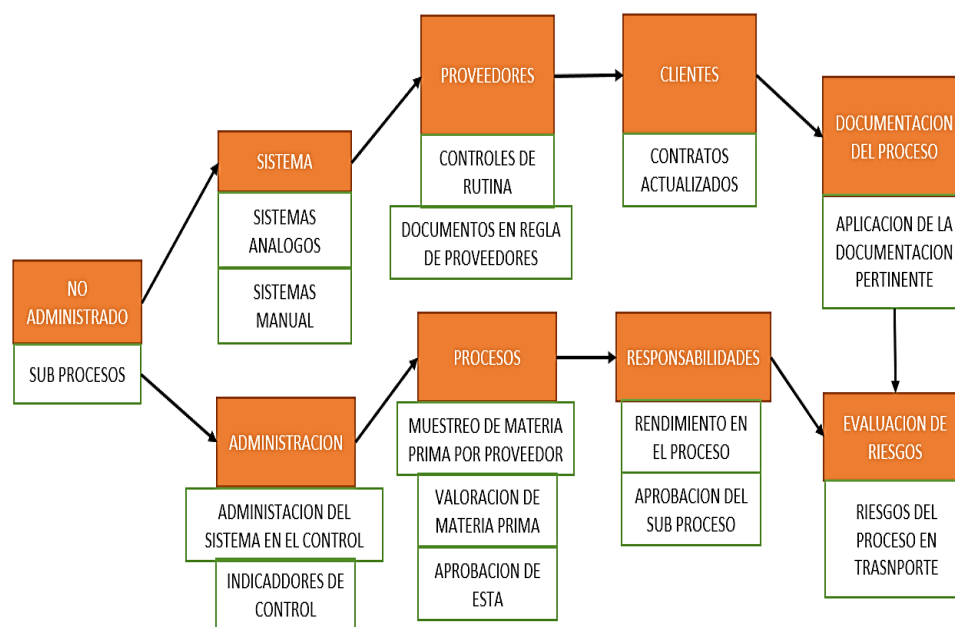 PROVEEDORES
CLIENTES
DOCUMENTACION
DEL PROCESO
SISTEMA
CONTROLES DE
RUTINA
CONTRATOS
ACTUALIZADOS
SISTEMAS
ANALOGOS
DOCUMENTOS EN REGLA
DE PROVEEDORES
APLICACION DE LA
DOCUMENTACION
PERTINENTE
SISTEMAS
MANUAL
NO
ADMINISTRADO
SUB PROCESOS
PROCESOS
RESPONSABILIDADES
ADMINISTRACION
MUESTREO DE MATERIA
PRIMA POR PROVEEDOR
RENDIMIENTO EN
EL PROCESO
EVALUACION DE
RIESGOS
ADMINISTACION DEL
SISTEMA EN EL CONTROL
VALORACION DE
MATERIA PRIMA
APROBACION DEL
SUB PROCESO
RIESGOS DEL
PROCESO EN
TRASNPORTE
INDICADDORES DE
CONTROL
APROBACION DE
ESTA